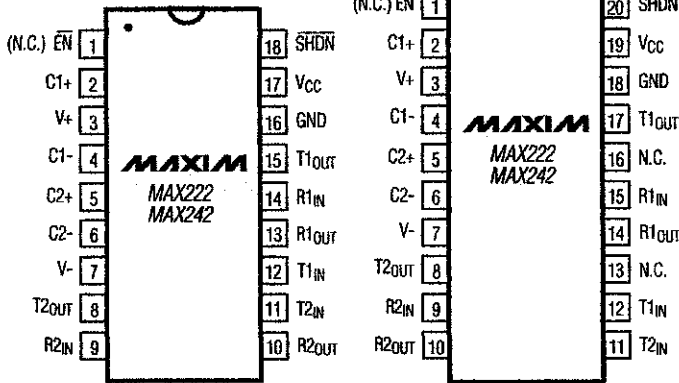 (N.C.) E̅N̅ 1
C1+ 2
V+ 3
C1- 4
C2+ 5
C2- 6
V- 7
T2OUT 8
R2IN 9
18 S̅H̅D̅N̅
17 VCC
16 GND
15 T1OUT
14 R1IN
13 R1OUT
12 T1IN
11 T2IN
10 R2OUT
MAXIM
MAX222
MAX242
(N.C.) EN 1
C1+ 2
V+ 3
C1- 4
C2+ 5
C2- 6
V- 7
T2OUT 8
R2IN 9
R2OUT 10
20 SHDN
19 VCC
18 GND
17 T1OUT
16 N.C.
15 R1IN
14 R1OUT
13 N.C.
12 T1IN
11 T2IN
MAXIM
MAX222
MAX242